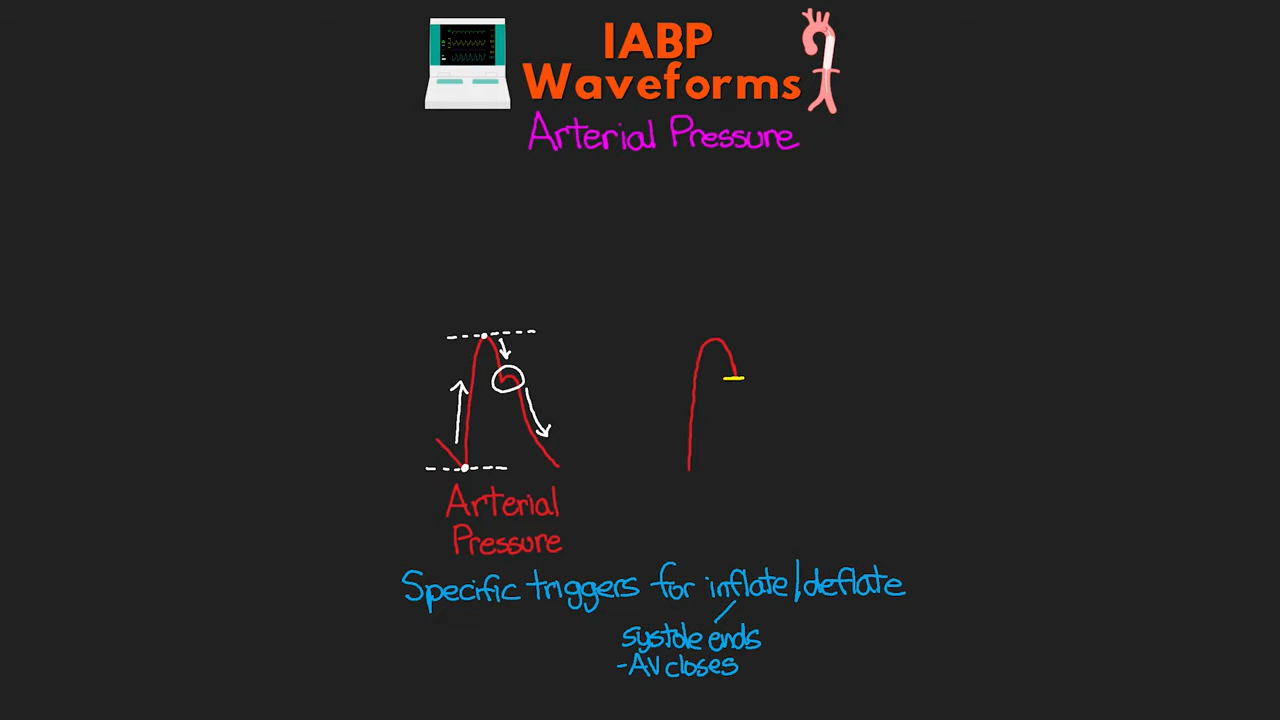 IABP
Waveforms
Arterial Pressure
Arterial
Pressure
Specific triggers for inflate/deflate
systole ends
-AV closes